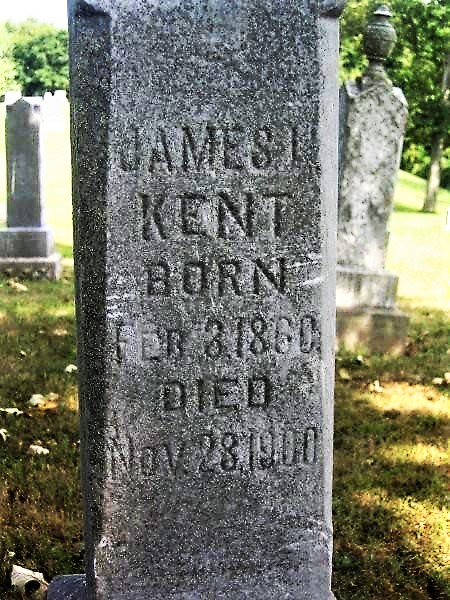 JAMES
KENT
BORN
FEB. 3, 1860.
DIED
NOV. 28, 1900